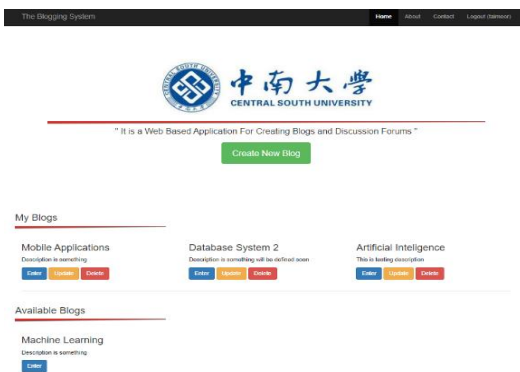 The Blogging System
Home About Contact Logout (taimoor)
中南大学
CENTRAL SOUTH UNIVERSITY
" It is a Web Based Application For Creating Blogs and Discussion Forums "
Create New Blog
My Blogs
Mobile Applications Database System 2 Artificial Inteligence
Description is something Description is something will be defined soon This is testing description
Enter Update Delete Enter Update Delete Enter Update Delete
Available Blogs
Machine Learning
Description is something
Enter